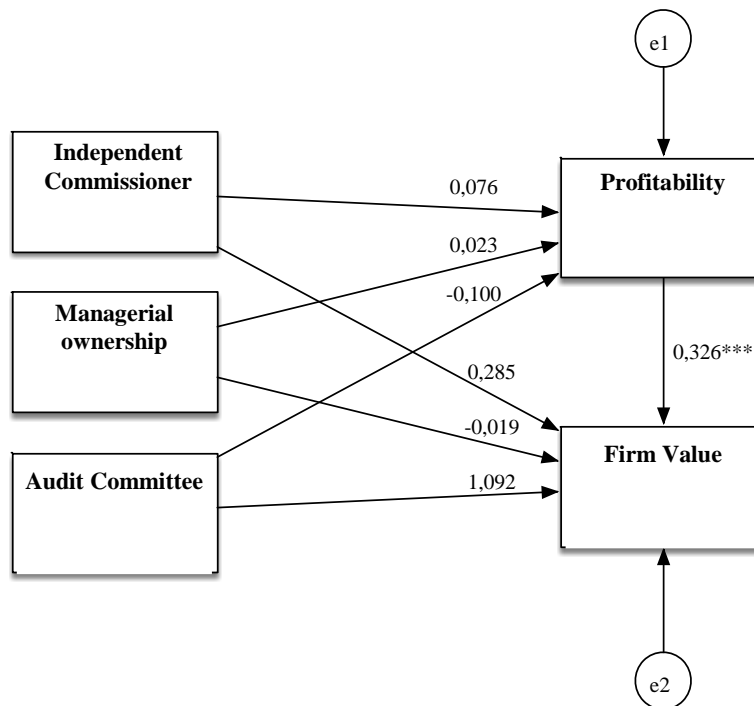 e1
Independent
Commissioner
Profitability
0,076
0,023
-0,100
Managerial
ownership
0,326***
0,285
-0,019
Firm Value
Audit Committee
1,092
e2